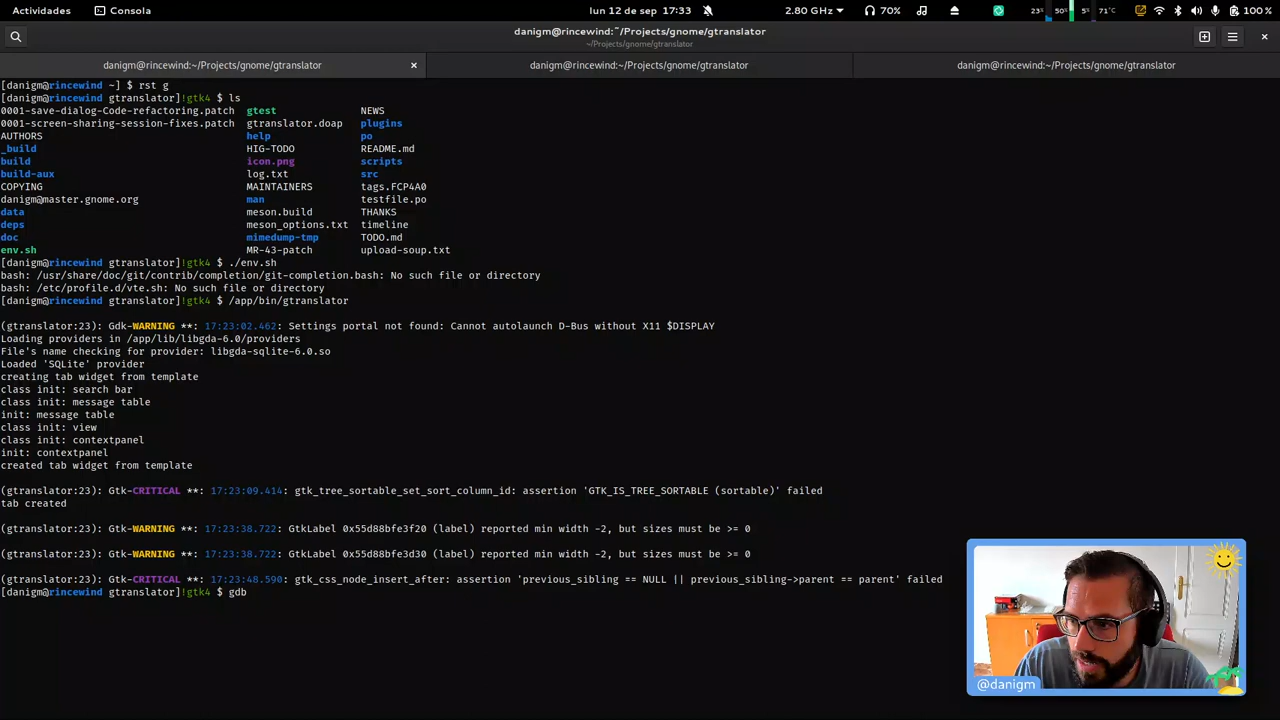 Actividades Consola lun 12 de sep 17:33 2.80 GHz 70% 23% 50% 5% 71°C 100 %
danigm@rincewind:~/Projects/gnome/gtranslator
~/Projects/gnome/gtranslator
danigm@rincewind:~/Projects/gnome/gtranslator danigm@rincewind:~/Projects/gnome/gtranslator danigm@rincewind:~/Projects/gnome/gtranslator
[danigm@rincewind ~] $ rst g
[danigm@rincewind gtranslator]!gtk4 $ ls
0001-save-dialog-Code-refactoring.patch gtest NEWS
0001-screen-sharing-session-fixes.patch gtranslator.doap plugins
AUTHORS help po
_build HIG-TODO README.md
build icon.png scripts
build-aux log.txt src
COPYING MAINTAINERS tags.FCP4A0
danigm@master.gnome.org man testfile.po
data meson.build THANKS
deps meson_options.txt timeline
doc mimedump-tmp TODO.md
env.sh MR-43-patch upload-soup.txt
[danigm@rincewind gtranslator]!gtk4 $ ./env.sh
bash: /usr/share/doc/git/contrib/completion/git-completion.bash: No such file or directory
bash: /etc/profile.d/vte.sh: No such file or directory
[danigm@rincewind gtranslator]!gtk4 $ /app/bin/gtranslator
(gtranslator:23): Gdk-WARNING **: 17:23:02.462: Settings portal not found: Cannot autolaunch D-Bus without X11 $DISPLAY
Loading providers in /app/lib/libgda-6.0/providers
File's name checking for provider: libgda-sqlite-6.0.so
Loaded 'SQLite' provider
creating tab widget from template
class init: search bar
class init: message table
init: message table
class init: view
class init: contextpanel
init: contextpanel
created tab widget from template
(gtranslator:23): Gtk-CRITICAL **: 17:23:09.414: gtk_tree_sortable_set_sort_column_id: assertion 'GTK_IS_TREE_SORTABLE (sortable)' failed
tab created
(gtranslator:23): Gtk-WARNING **: 17:23:38.722: GtkLabel 0x55d88bfe3f20 (label) reported min width -2, but sizes must be >= 0
(gtranslator:23): Gtk-WARNING **: 17:23:38.722: GtkLabel 0x55d88bfe3d30 (label) reported min width -2, but sizes must be >= 0
(gtranslator:23): Gtk-CRITICAL **: 17:23:48.590: gtk_css_node_insert_after: assertion 'previous_sibling == NULL || previous_sibling->parent == parent' failed
[danigm@rincewind gtranslator]!gtk4 $ gdb
@danigm